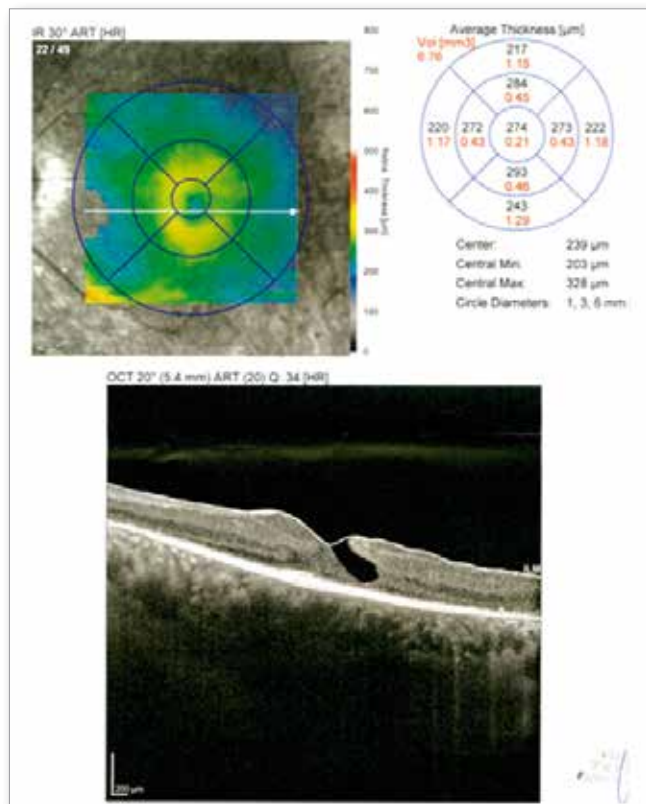 IR 30° ART [HR]
22 / 49
800
700
600
500
400
300
200
100
0
Retina Thickness [µm]
Average Thickness [µm]
Vol [mm3]
6.76
217
1.15
284
0.45
220 272 274 273 222
1.17 0.43 0.21 0.43 1.18
293
0.46
243
1.29
Center: 239 µm
Central Min: 203 µm
Central Max: 328 µm
Circle Diameters: 1, 3, 6 mm
OCT 20° (5.4 mm) ART (20) Q: 34 [HR]
200 µm